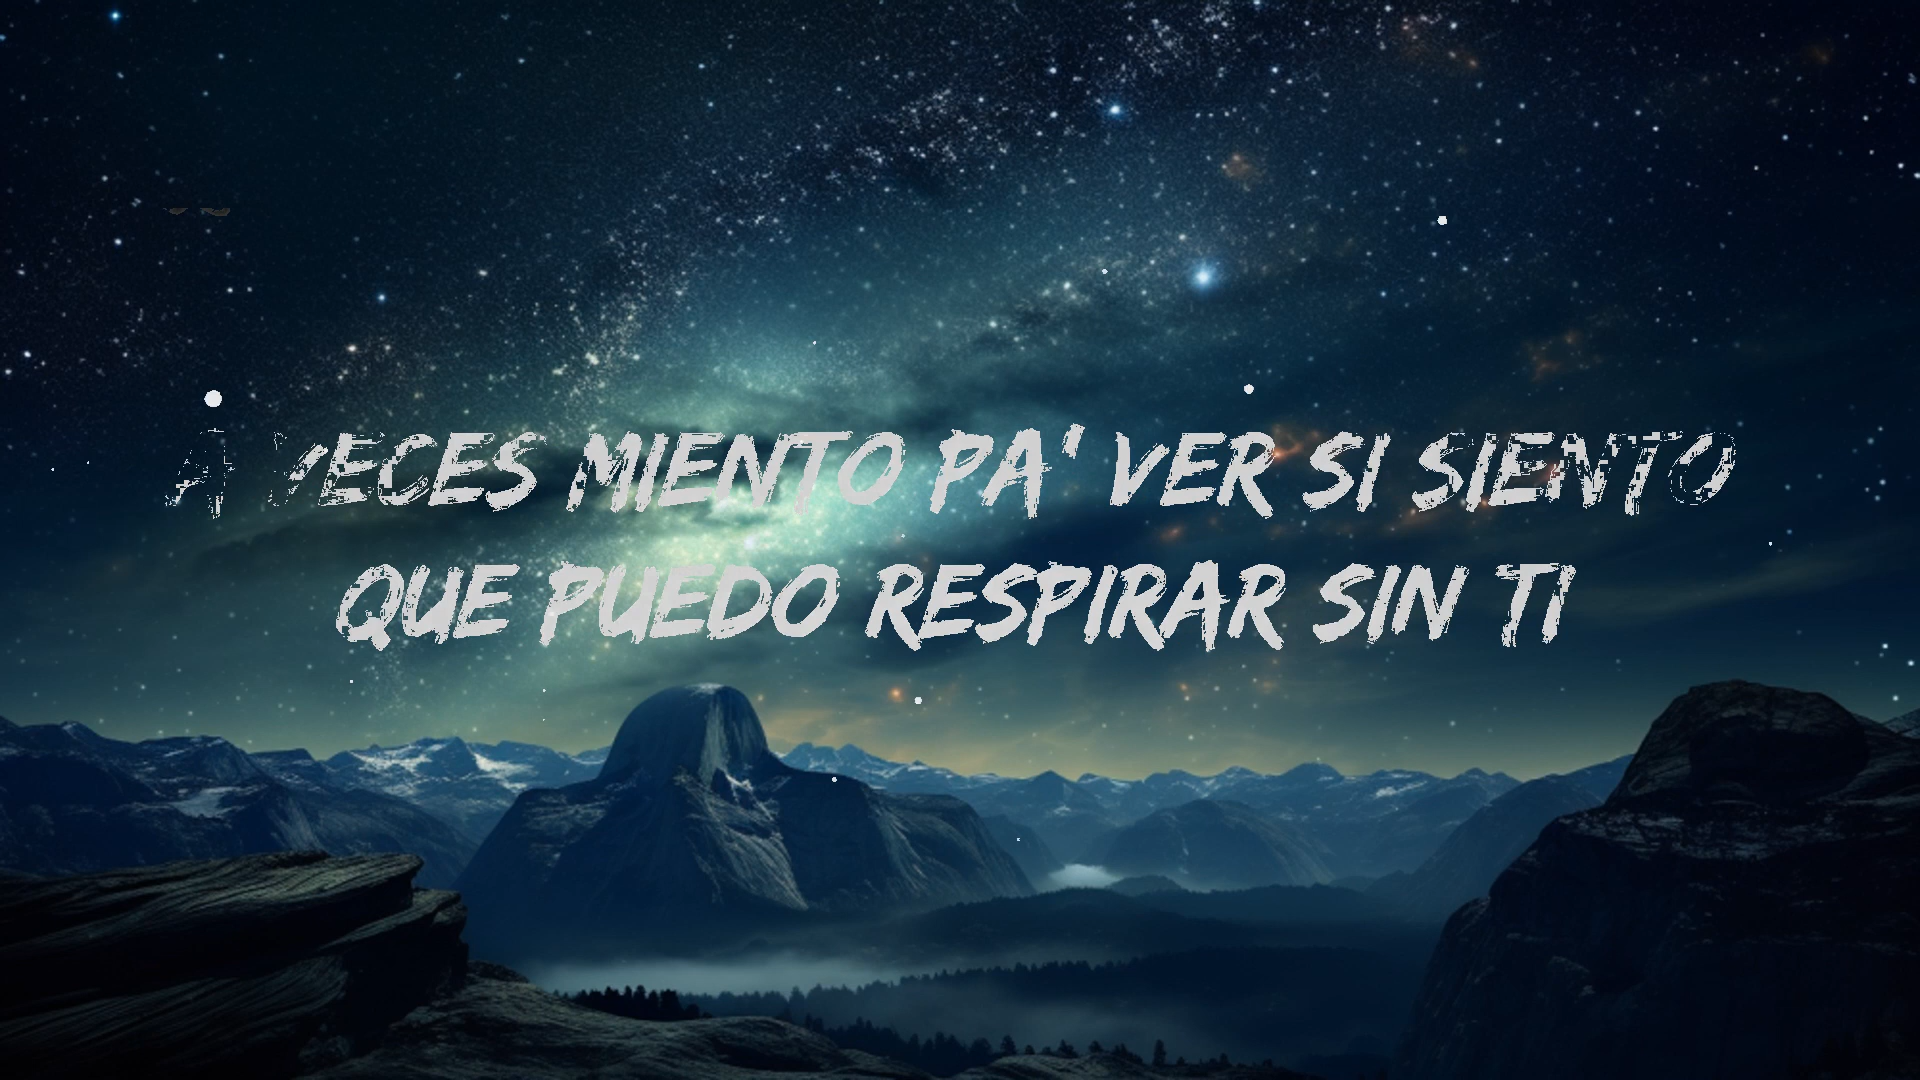 A VECES MIENTO PA' VER SI SIENTO
QUE PUEDO RESPIRAR SIN TI